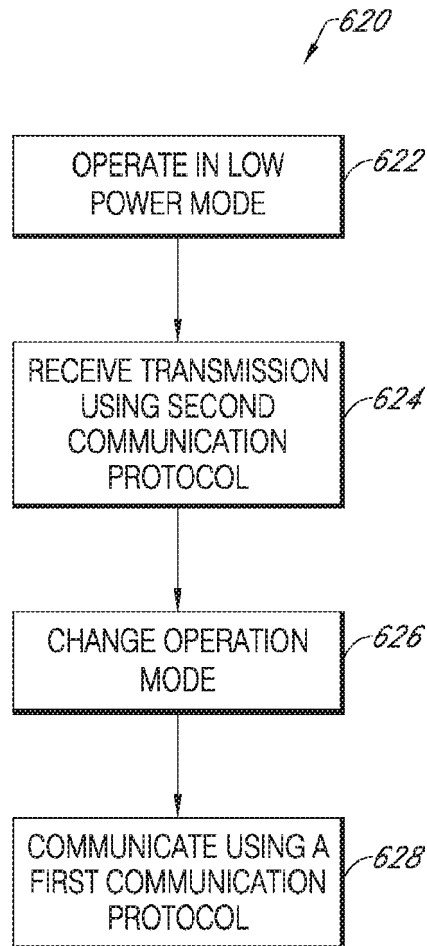 620
OPERATE IN LOW
POWER MODE
622
RECEIVE TRANSMISSION
USING SECOND
COMMUNICATION
PROTOCOL
624
CHANGE OPERATION
MODE
626
COMMUNICATE USING A
FIRST COMMUNICATION
PROTOCOL
628